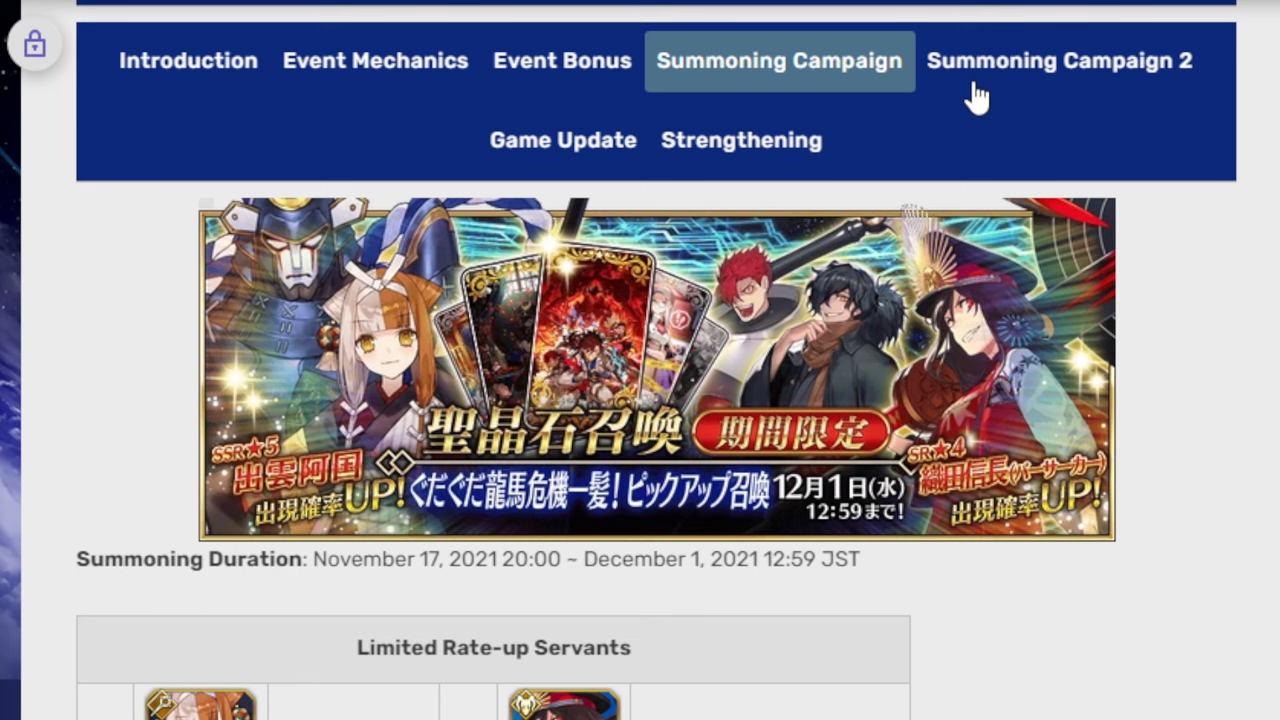 Introduction Event Mechanics Event Bonus Summoning Campaign Summoning Campaign 2
Game Update Strengthening
聖晶石召喚 期間限定
SSR★5
出雲阿国
出現確率UP!
ぐだぐだ龍馬危機一髪! ピックアップ召喚
12月1日(水)
12:59まで!
SR★4
織田信長(バーサーカー)
出現確率UP!
Summoning Duration: November 17, 2021 20:00 ~ December 1, 2021 12:59 JST
Limited Rate-up Servants